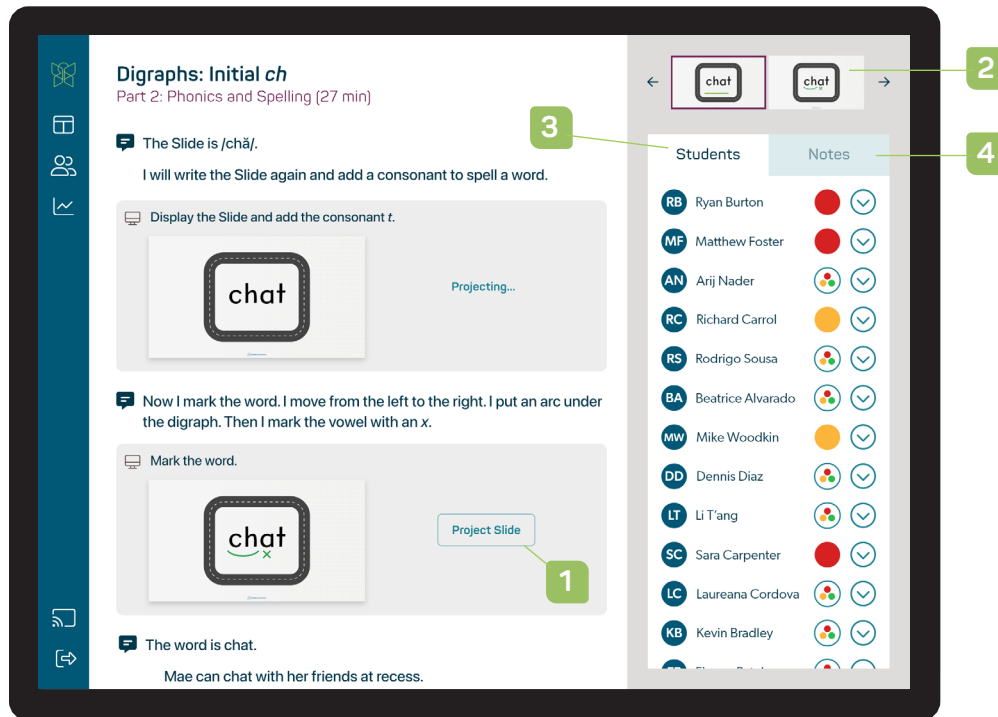 Digraphs: Initial ch
Part 2: Phonics and Spelling (27 min)
The Slide is /chă/.
I will write the Slide again and add a consonant to spell a word.
Display the Slide and add the consonant t.
chat
Projecting...
Now I mark the word. I move from the left to the right. I put an arc under
the digraph. Then I mark the vowel with an x.
Mark the word.
chat
x
Project Slide
1
The word is chat.
Mae can chat with her friends at recess.
chat
chat
x
2
3
Students
Notes
4
RB Ryan Burton
MF Matthew Foster
AN Arij Nader
RC Richard Carrol
RS Rodrigo Sousa
BA Beatrice Alvarado
MW Mike Woodkin
DD Dennis Diaz
LT Li T'ang
SC Sara Carpenter
LC Laureana Cordova
KB Kevin Bradley